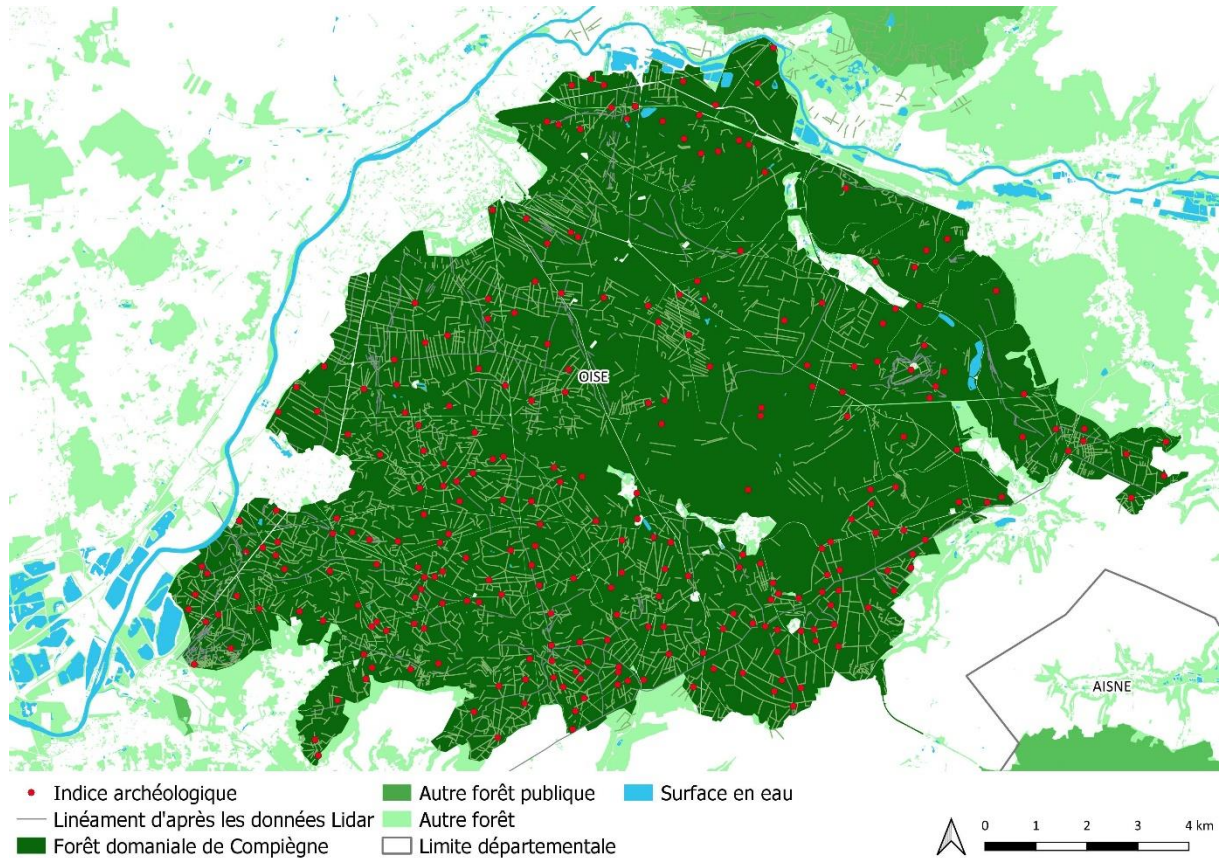 OISE
AISNE
Indice archéologique
Linéament d'après les données Lidar
Forêt domaniale de Compiègne
Autre forêt publique
Autre forêt
Limite départementale
Surface en eau
0 1 2 3 4 km